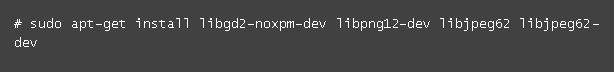 # sudo apt-get install libgd2-noxpm-dev libpng12-dev libjpeg62 libjpeg62-
dev